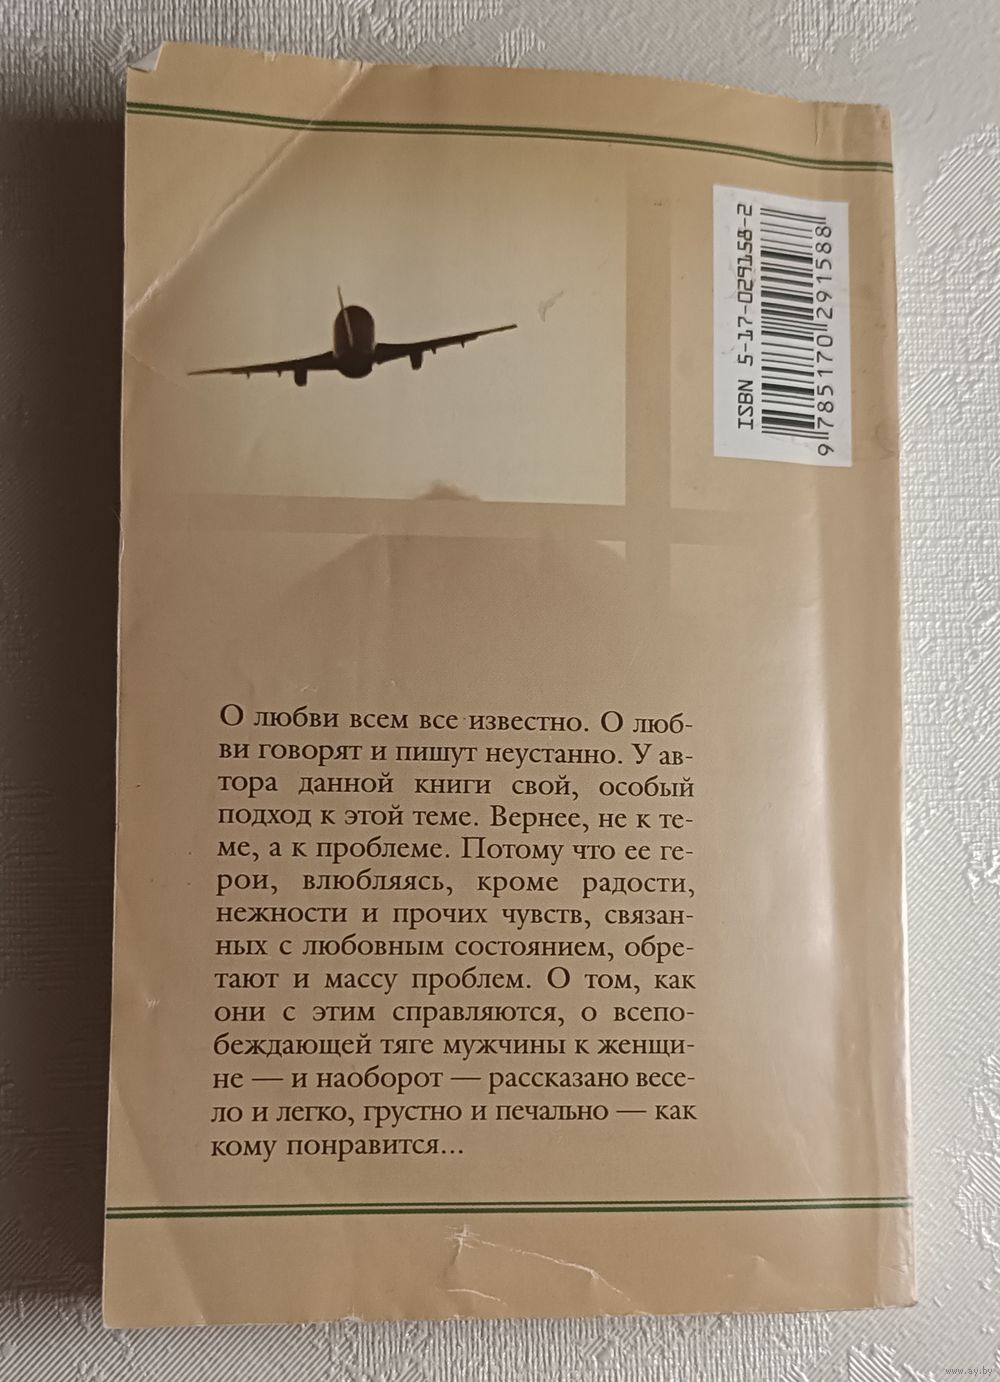 ISBN 5-17-029158-2
9 785170 291588
О любви всем все известно. О люб-
ви говорят и пишут неустанно. У ав-
тора данной книги свой, особый
подход к этой теме. Вернее, не к те-
ме, а к проблеме. Потому что ее ге-
рои, влюбляясь, кроме радости,
нежности и прочих чувств, связан-
ных с любовным состоянием, обре-
тают и массу проблем. О том, как
они с этим справляются, о всепо-
беждающей тяге мужчины к женщи-
не — и наоборот — рассказано весе-
ло и легко, грустно и печально — как
кому понравится...
www.ay.by